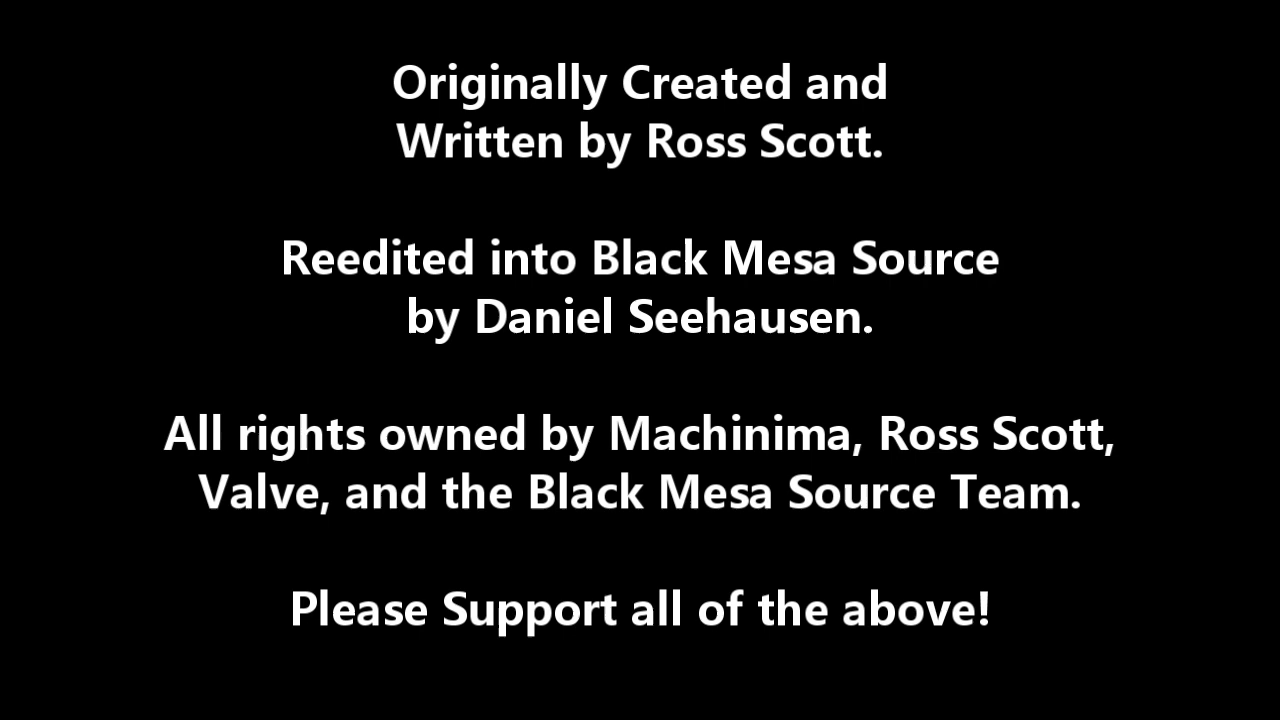 Originally Created and
Written by Ross Scott.
Reedited into Black Mesa Source
by Daniel Seehausen.
All rights owned by Machinima, Ross Scott,
Valve, and the Black Mesa Source Team.
Please Support all of the above!